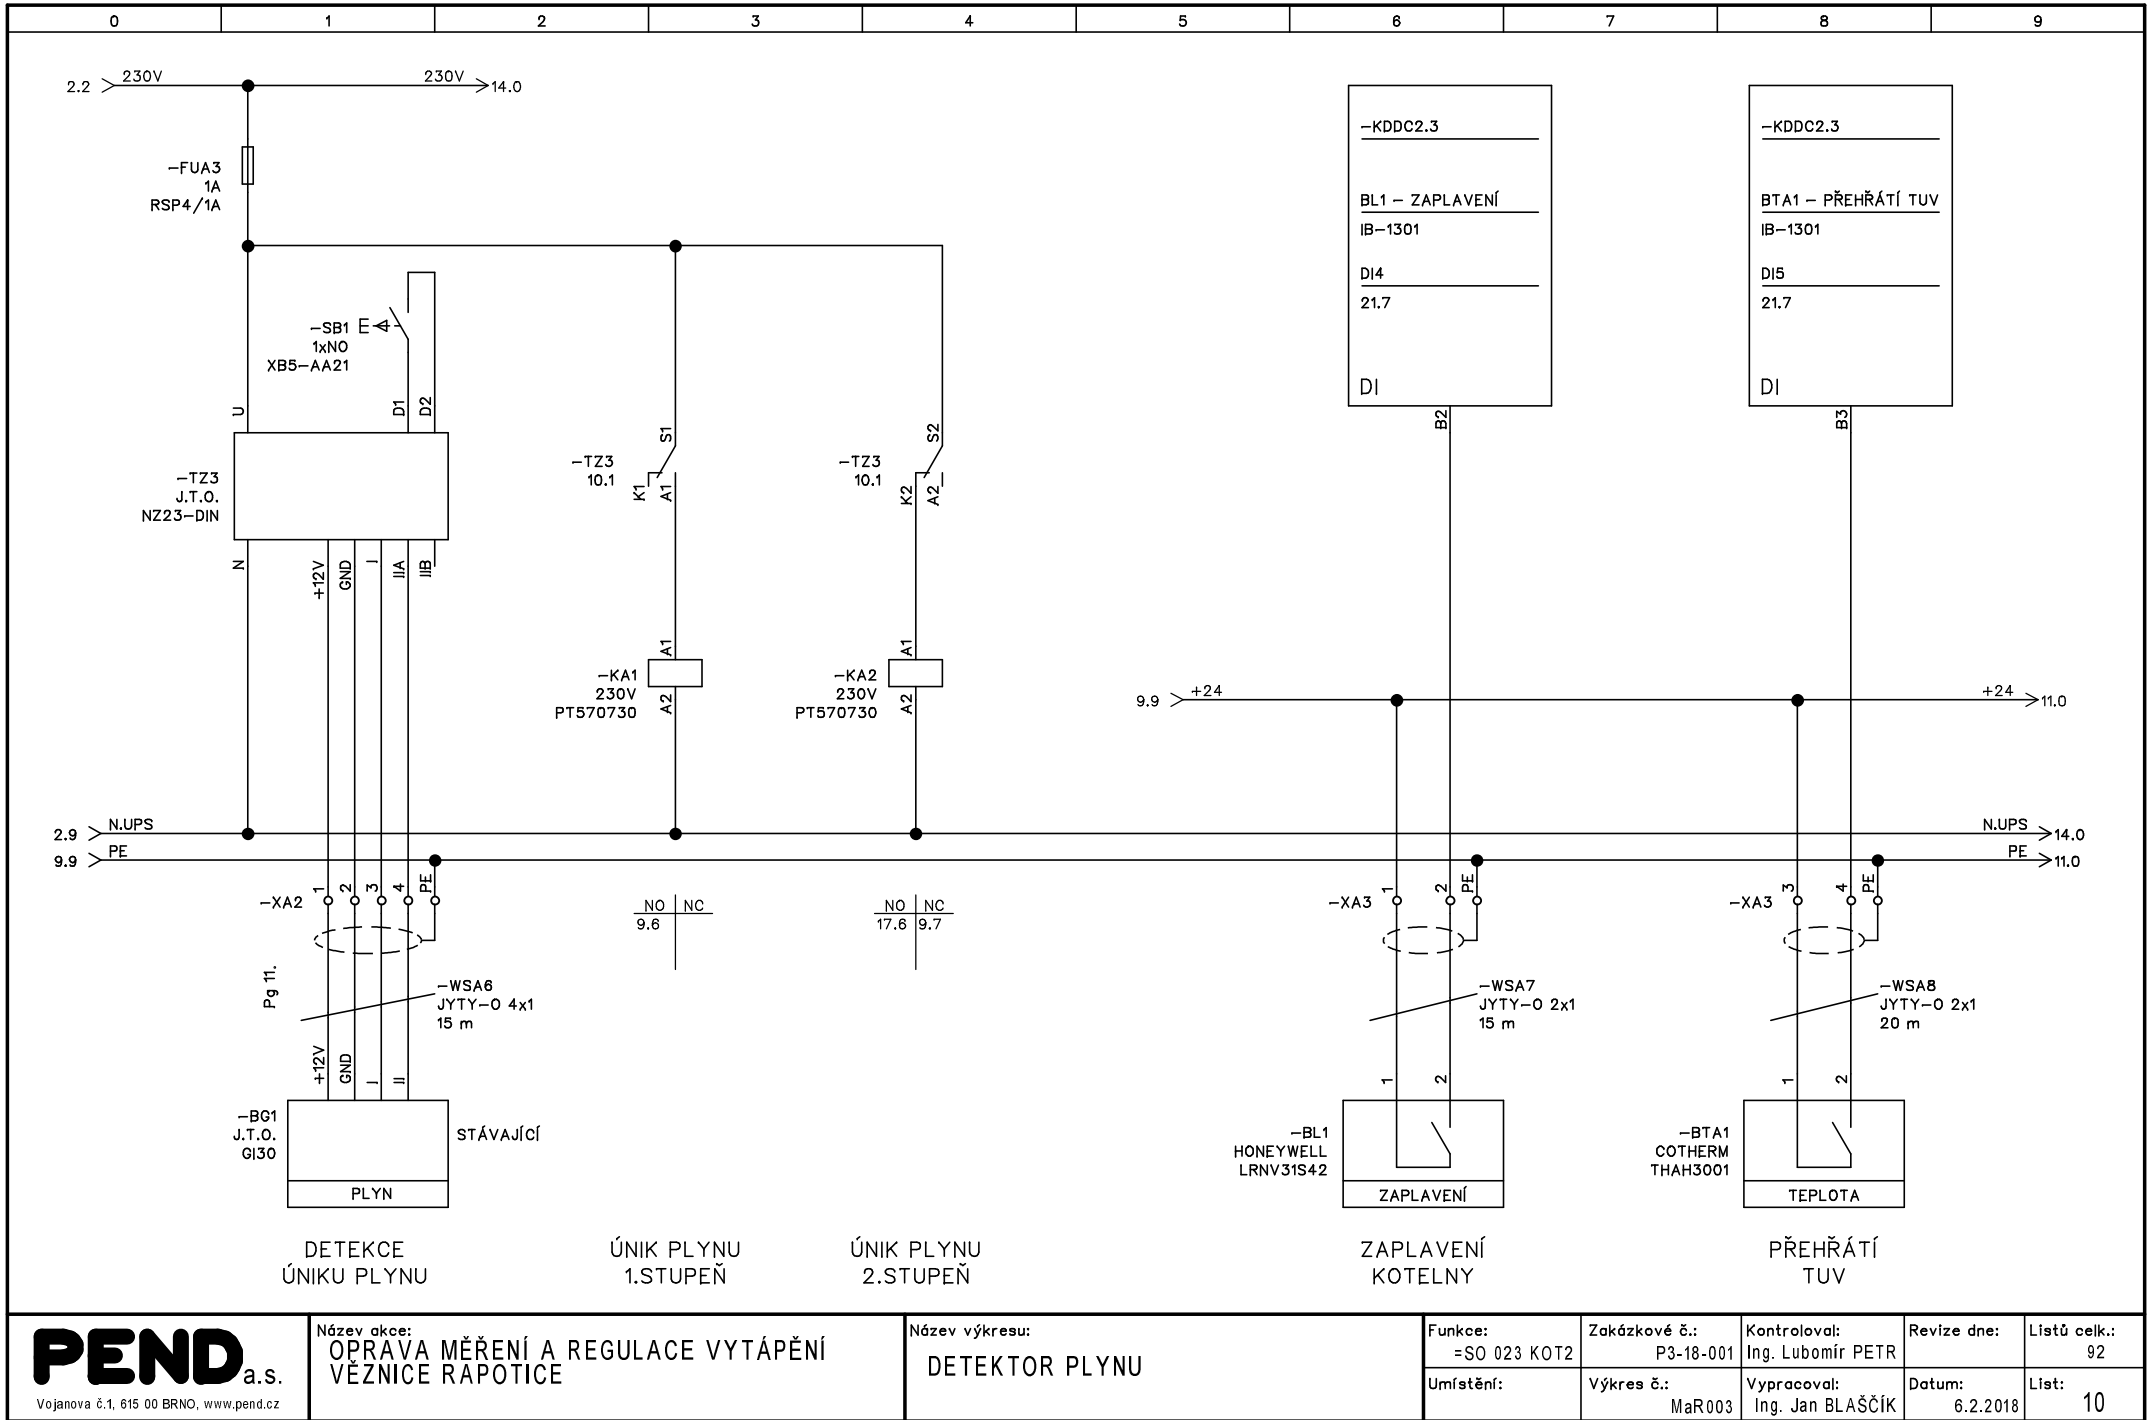 0 1 2 3 4 5 6 7 8 9
2.2 230V 230V 14.0
-FUA3
1A
RSP4/1A
-SB1
1xNO
XB5-AA21
U D1 D2
-TZ3
J.T.O.
NZ23-DIN
N +12V GND I IIA IIB
S1
-TZ3
10.1
K1 A1
A1
-KA1
230V
PT570730
A2
S2
-TZ3
10.1
K2 A2
A1
-KA2
230V
PT570730
A2
-KDDC2.3
BL1 - ZAPLAVENÍ
IB-1301
DI4
21.7
DI
B2
-KDDC2.3
BTA1 - PŘEHŘÁTÍ TUV
IB-1301
DI5
21.7
DI
B3
9.9 +24 +24 11.0
2.9 N.UPS N.UPS 14.0
9.9 PE PE 11.0
-XA2 1 2 3 4 PE
NO NC
9.6
NO NC
17.6 9.7
-XA3 1 2 PE
-XA3 3 4 PE
Pg 11.
-WSA6
JYTY-O 4x1
15 m
-WSA7
JYTY-O 2x1
15 m
-WSA8
JYTY-O 2x1
20 m
+12V GND I II
-BG1
J.T.O.
GI30
STÁVAJÍCÍ
PLYN
1 2
-BL1
HONEYWELL
LRNV31S42
ZAPLAVENÍ
1 2
-BTA1
COTHERM
THAH3001
TEPLOTA
DETEKCE
ÚNIKU PLYNU
ÚNIK PLYNU
1.STUPEŇ
ÚNIK PLYNU
2.STUPEŇ
ZAPLAVENÍ
KOTELNY
PŘEHŘÁTÍ
TUV
PEND a.s.
Vojanova č.1, 615 00 BRNO, www.pend.cz
Název akce:
OPRAVA MĚŘENÍ A REGULACE VYTÁPĚNÍ
VĚZNICE RAPOTICE
Název výkresu:
DETEKTOR PLYNU
Funkce:
=SO 023 KOT2
Umístění:
Zakázkové č.:
P3-18-001
Výkres č.:
MaR003
Kontroloval:
Ing. Lubomír PETR
Vypracoval:
Ing. Jan BLAŠČÍK
Revize dne:
Datum:
6.2.2018
Listů celk.:
92
List:
10